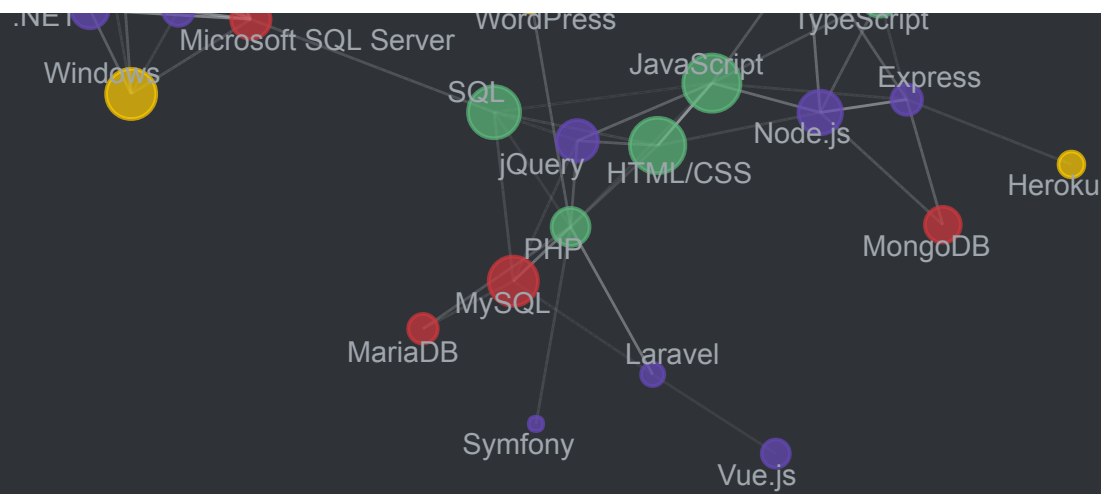 .NET
WordPress
TypeScript
Microsoft SQL Server
Windows
JavaScript
Express
SQL
Node.js
jQuery
HTML/CSS
Heroku
PHP
MongoDB
MySQL
MariaDB
Laravel
Symfony
Vue.js